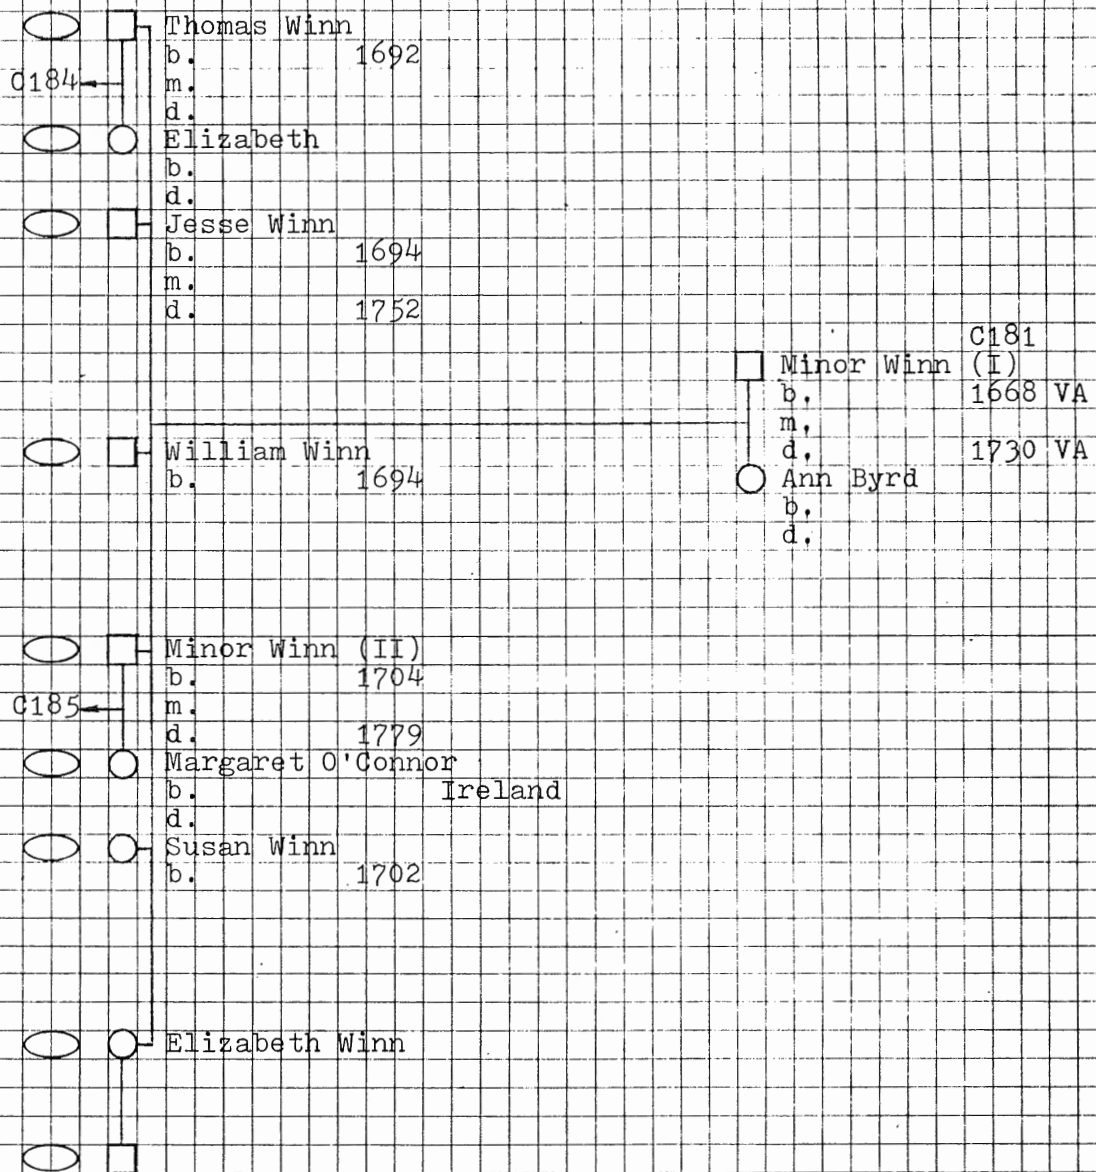 Thomas Winn
b. 1692
C184
m.
d.
Elizabeth
b.
d.
Jesse Winn
b. 1694
m.
d. 1752
C181
Minor Winn (I)
b. 1668 VA
m.
d. 1730 VA
Ann Byrd
b.
d.
William Winn
b. 1694
Minor Winn (II)
b. 1704
C185
m.
d. 1779
Margaret O'Connor
b. Ireland
d.
Susan Winn
b. 1702
Elizabeth Winn